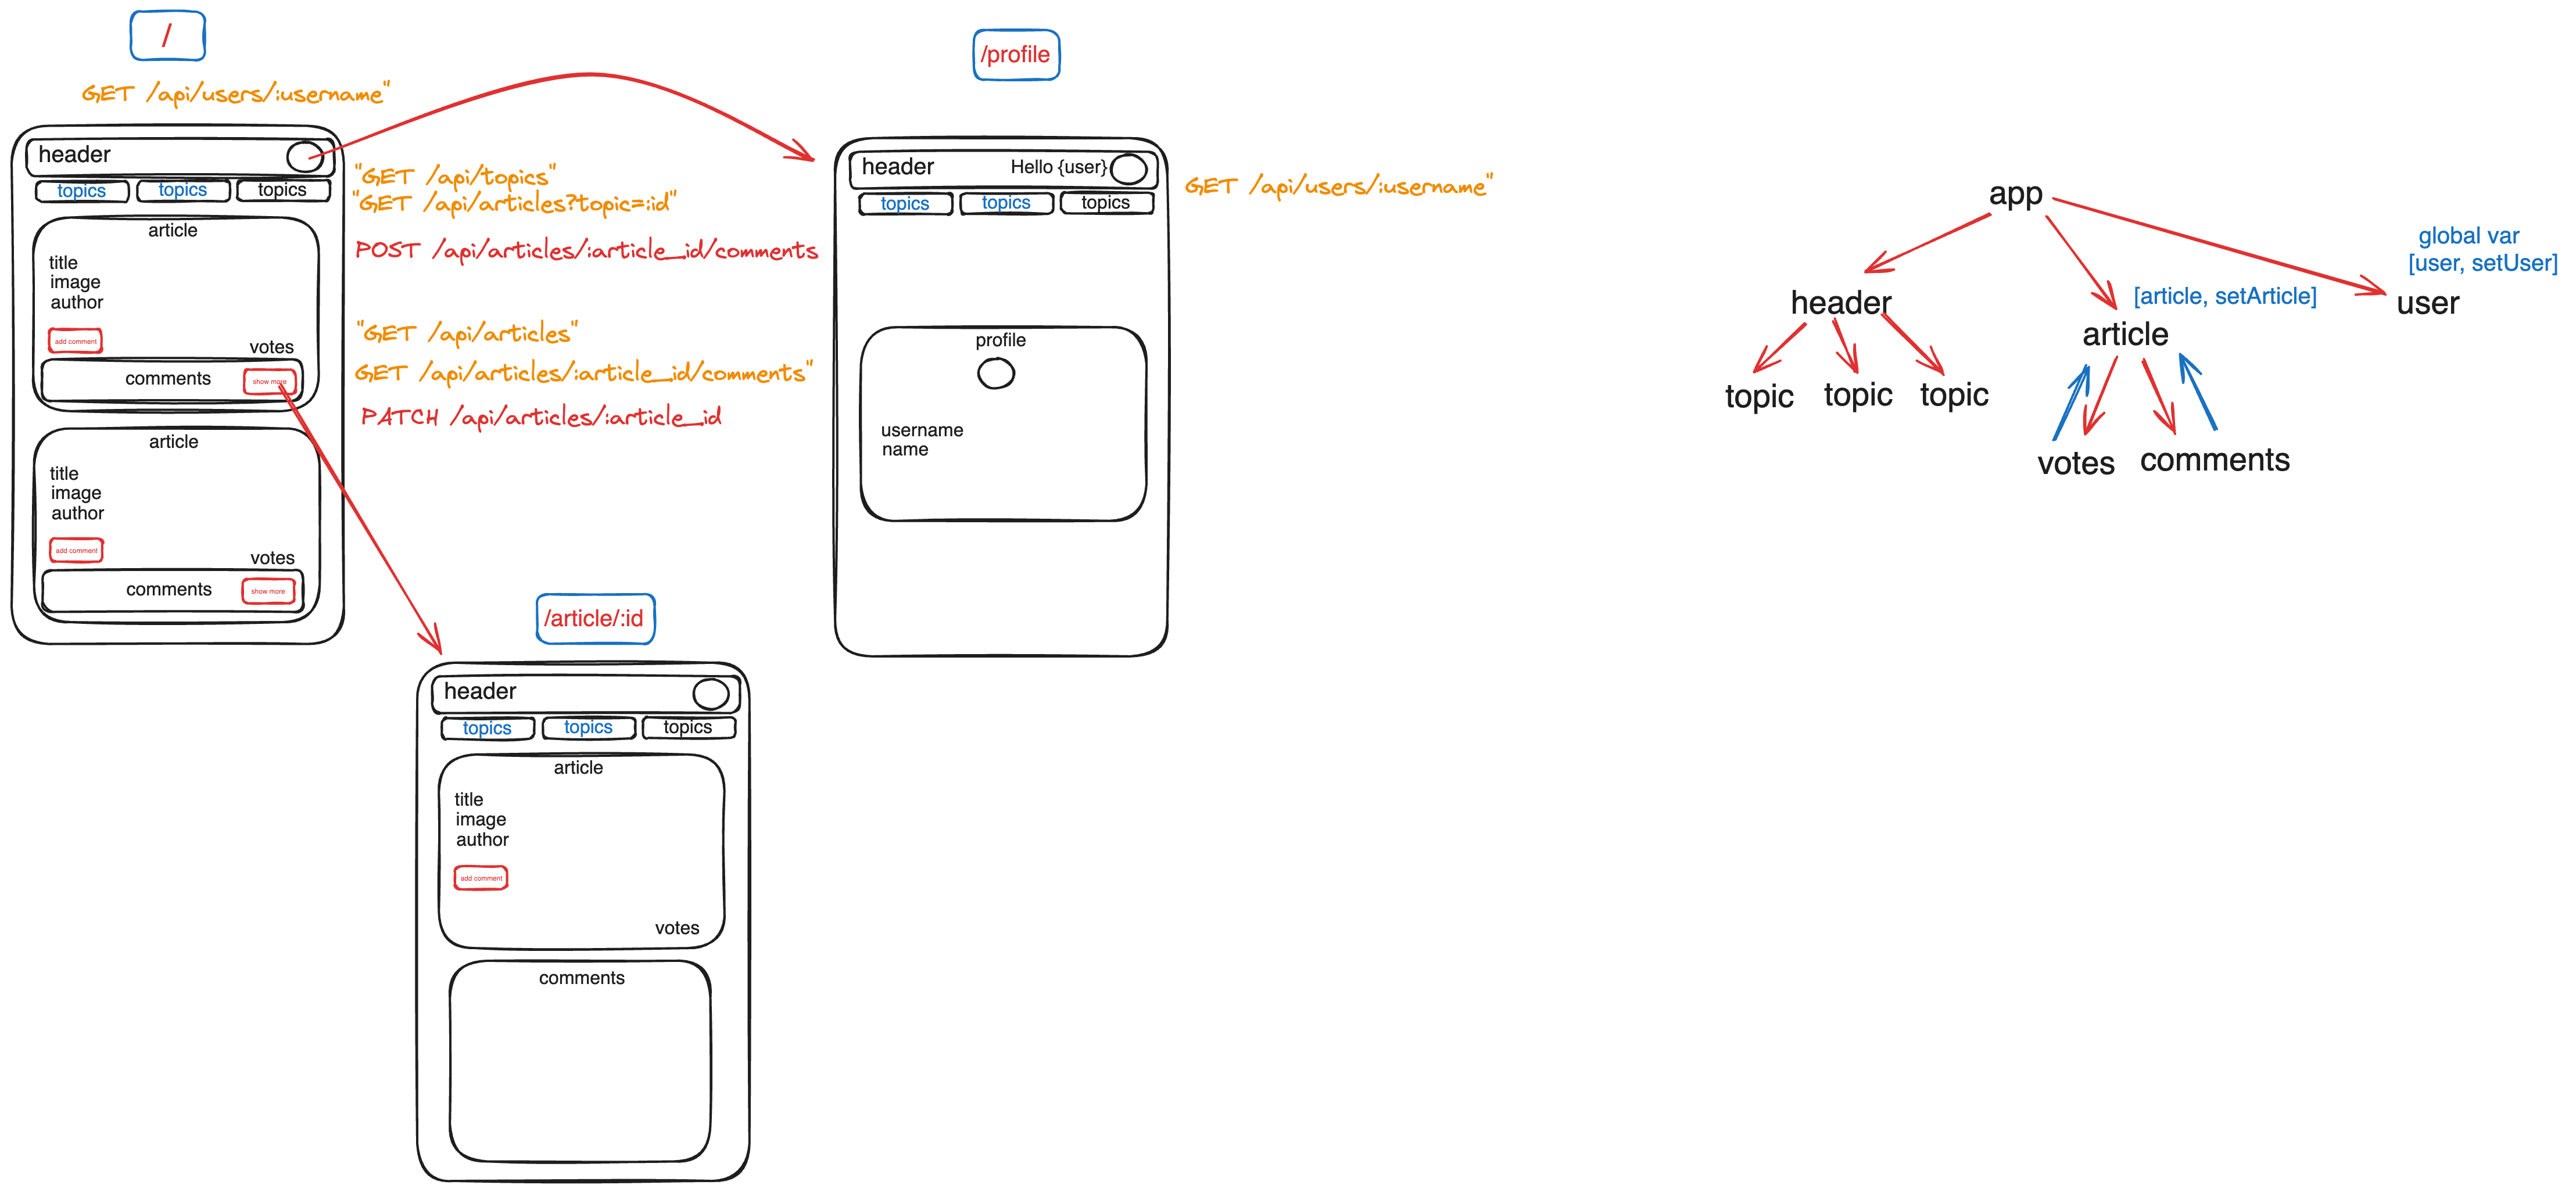 /
GET /api/users/:username"
header
topics
topics
topics
article
title
image
author
add comment
votes
comments
show more
article
title
image
author
add comment
votes
comments
show more
"GET /api/topics"
"GET /api/articles?topic=:id"
POST /api/articles/:article_id/comments
"GET /api/articles"
GET /api/articles/:article_id/comments"
PATCH /api/articles/:article_id
/profile
header
Hello {user}
topics
topics
topics
profile
username
name
GET /api/users/:username"
/article/:id
header
topics
topics
topics
article
title
image
author
add comment
votes
comments
app
header
topic
topic
topic
[article, setArticle]
article
votes
comments
global var
[user, setUser]
user